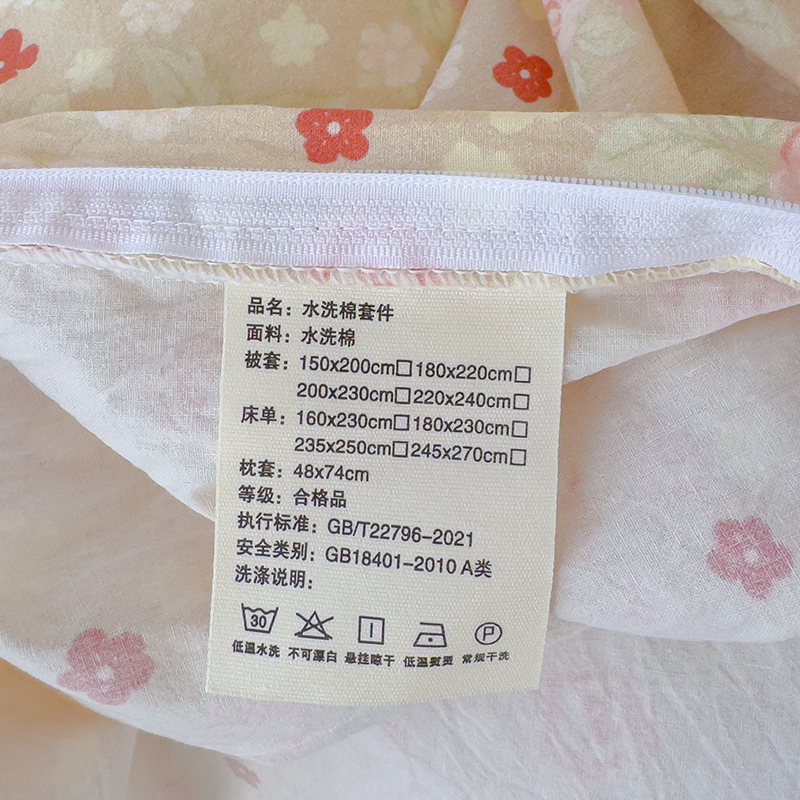 品名：水洗棉套件
面料：水洗棉
被套：150x200cm□180x220cm□
200x230cm□220x240cm□
床单：160x230cm□180x230cm□
235x250cm□245x270cm□
枕套：48x74cm
等级：合格品
执行标准：GB/T22796-2021
安全类别：GB18401-2010 A类
洗涤说明：
30 P
低温水洗 不可漂白 悬挂晾干 低温熨烫 常规干洗